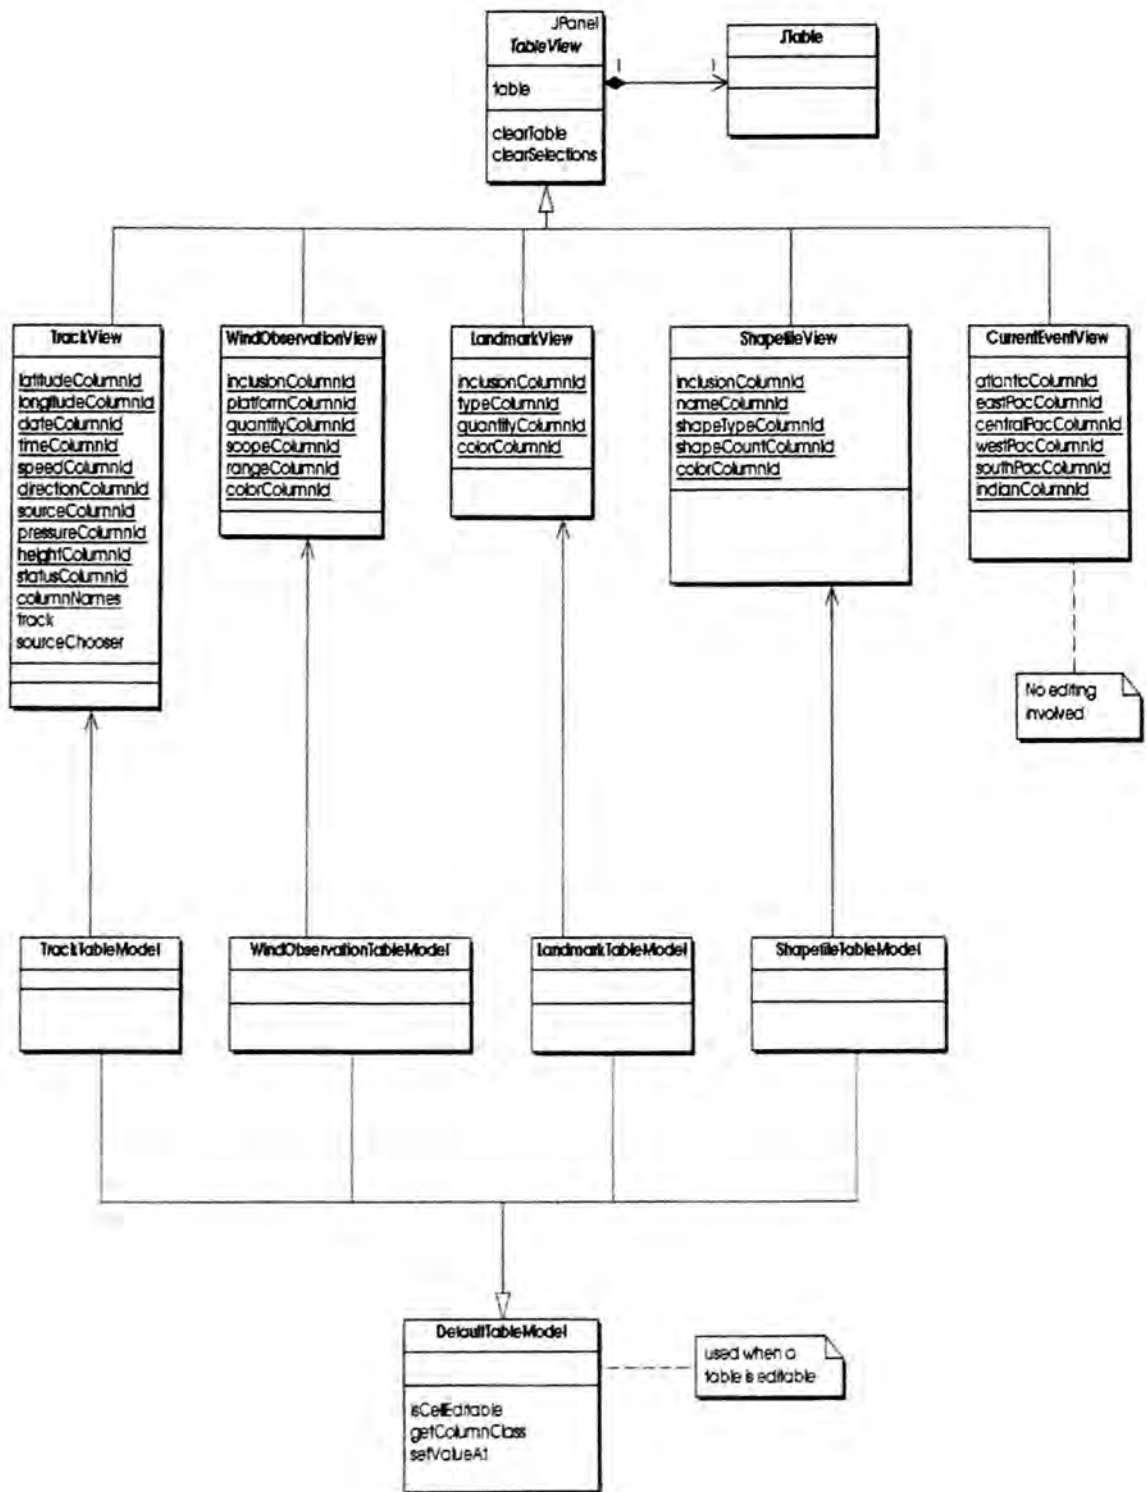 JPanel
TableView
table
clearTable
clearSelections
1
1
JTable
TrackView
latitudeColumnId
longitudeColumnId
dateColumnId
timeColumnId
speedColumnId
directionColumnId
sourceColumnId
pressureColumnId
heightColumnId
statusColumnId
columnNames
track
sourceChooser
WindObservationView
inclusionColumnId
platformColumnId
quantityColumnId
scopeColumnId
rangeColumnId
colorColumnId
LandmarkView
inclusionColumnId
typeColumnId
quantityColumnId
colorColumnId
ShapefileView
inclusionColumnId
nameColumnId
shapeTypeColumnId
shapeCountColumnId
colorColumnId
CurrentEventView
atlanticColumnId
eastPacColumnId
centralPacColumnId
westPacColumnId
southPacColumnId
indianColumnId
No editing
involved
TrackTableModel
WindObservationTableModel
LandmarkTableModel
ShapefileTableModel
DefaultTableModel
isCellEditable
getColumnClass
setValueAt
used when a
table is editable